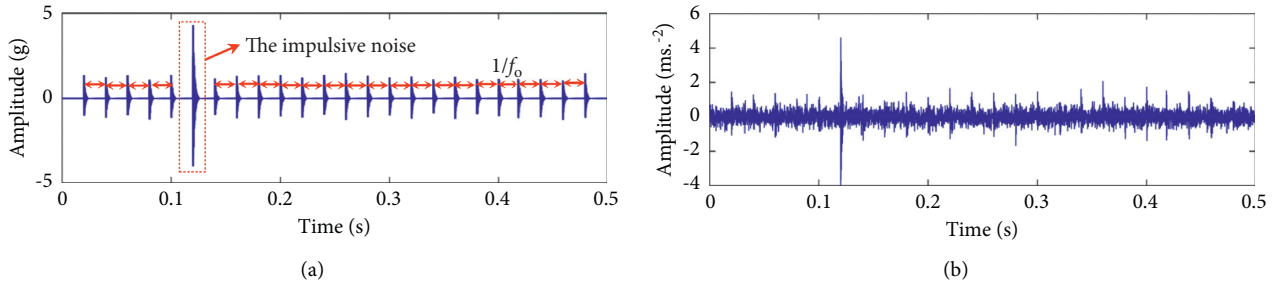 5
0
-5
Amplitude (g)
The impulsive noise
1/fo
0
0.1
0.2
0.3
0.4
0.5
Time (s)
(a)
6
4
2
0
-2
-4
Amplitude (ms.-2)
0
0.1
0.2
0.3
0.4
0.5
Time (s)
(b)